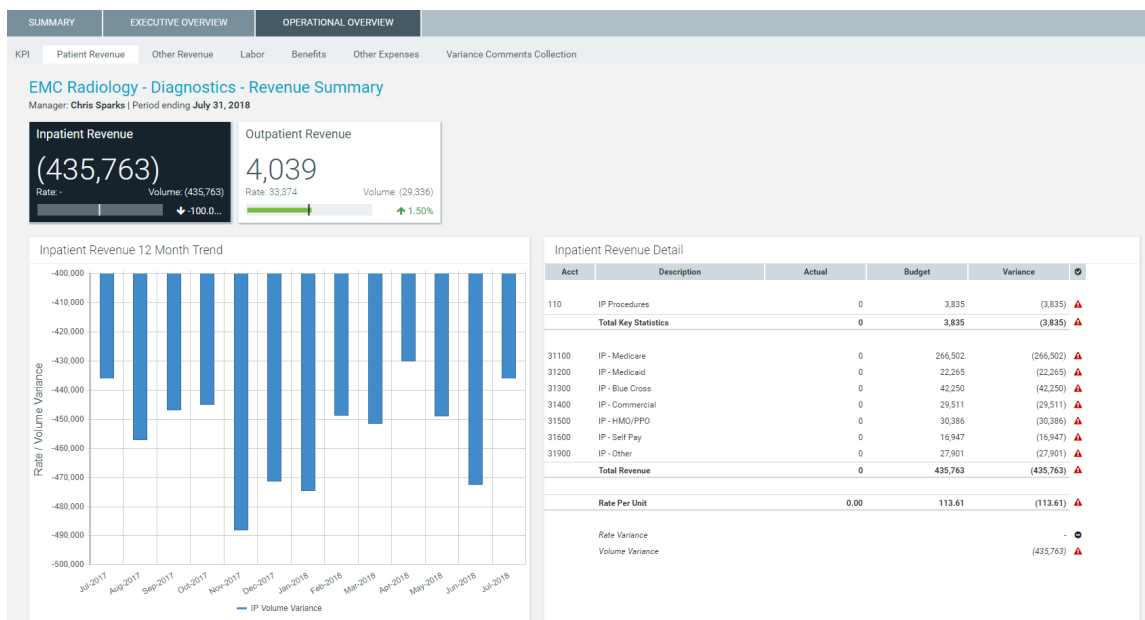 SUMMARY EXECUTIVE OVERVIEW OPERATIONAL OVERVIEW
KPI Patient Revenue Other Revenue Labor Benefits Other Expenses Variance Comments Collection
EMC Radiology - Diagnostics - Revenue Summary
Manager: Chris Sparks | Period ending July 31, 2018
Inpatient Revenue
(435,763)
Rate: - Volume: (435,763)
-100.0...
Outpatient Revenue
4,039
Rate: 33,374 Volume: (29,336)
1.50%
Inpatient Revenue 12 Month Trend
Rate / Volume Variance
-400,000
-410,000
-420,000
-430,000
-440,000
-450,000
-460,000
-470,000
-480,000
-490,000
-500,000
Jul-2017 Aug-2017 Sep-2017 Oct-2017 Nov-2017 Dec-2017 Jan-2018 Feb-2018 Mar-2018 Apr-2018 May-2018 Jun-2018 Jul-2018
IP Volume Variance
Inpatient Revenue Detail
Acct Description Actual Budget Variance
110 IP Procedures 0 3,835 (3,835)
Total Key Statistics 0 3,835 (3,835)
31100 IP - Medicare 0 266,502 (266,502)
31200 IP - Medicaid 0 22,265 (22,265)
31300 IP - Blue Cross 0 42,250 (42,250)
31400 IP - Commercial 0 29,511 (29,511)
31500 IP - HMO/PPO 0 30,386 (30,386)
31600 IP - Self Pay 0 16,947 (16,947)
31900 IP - Other 0 27,901 (27,901)
Total Revenue 0 435,763 (435,763)
Rate Per Unit 0.00 113.61 (113.61)
Rate Variance -
Volume Variance (435,763)